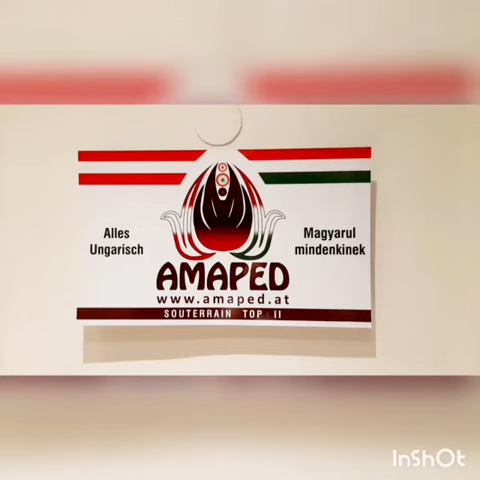 Alles
Ungarisch
Magyarul
mindenkinek
AMAPED
www.amaped.at
SOUTERRAIN TOP II
InShOt